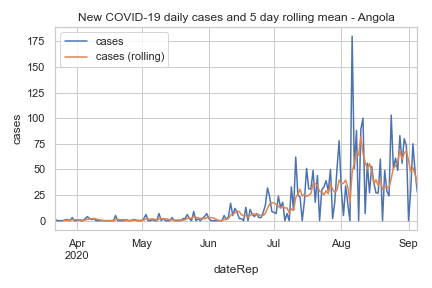 New COVID-19 daily cases and 5 day rolling mean - Angola
cases
cases (rolling)
175
150
125
100
75
50
25
0
cases
Apr May Jun Jul Aug Sep
2020
dateRep